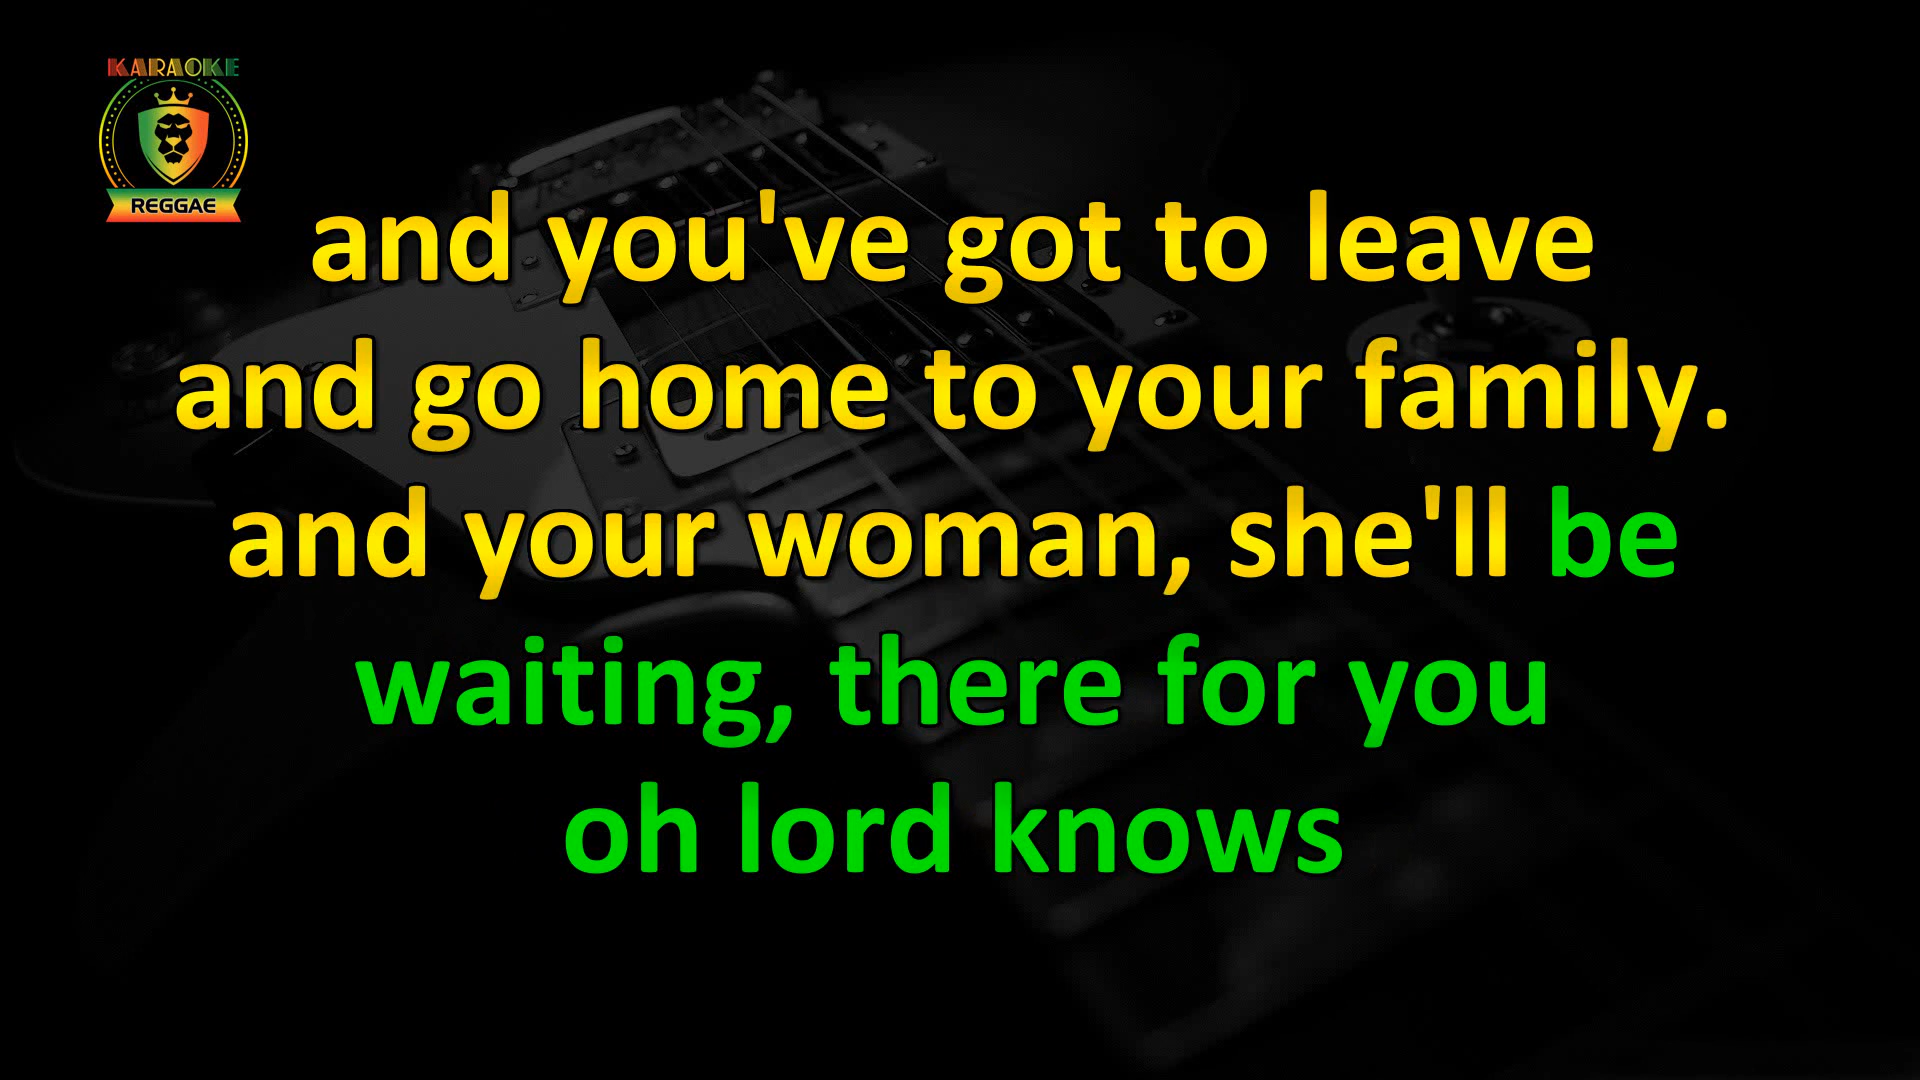 KARAOKE
REGGAE
and you've got to leave
and go home to your family.
and your woman, she'll be
waiting, there for you
oh lord knows